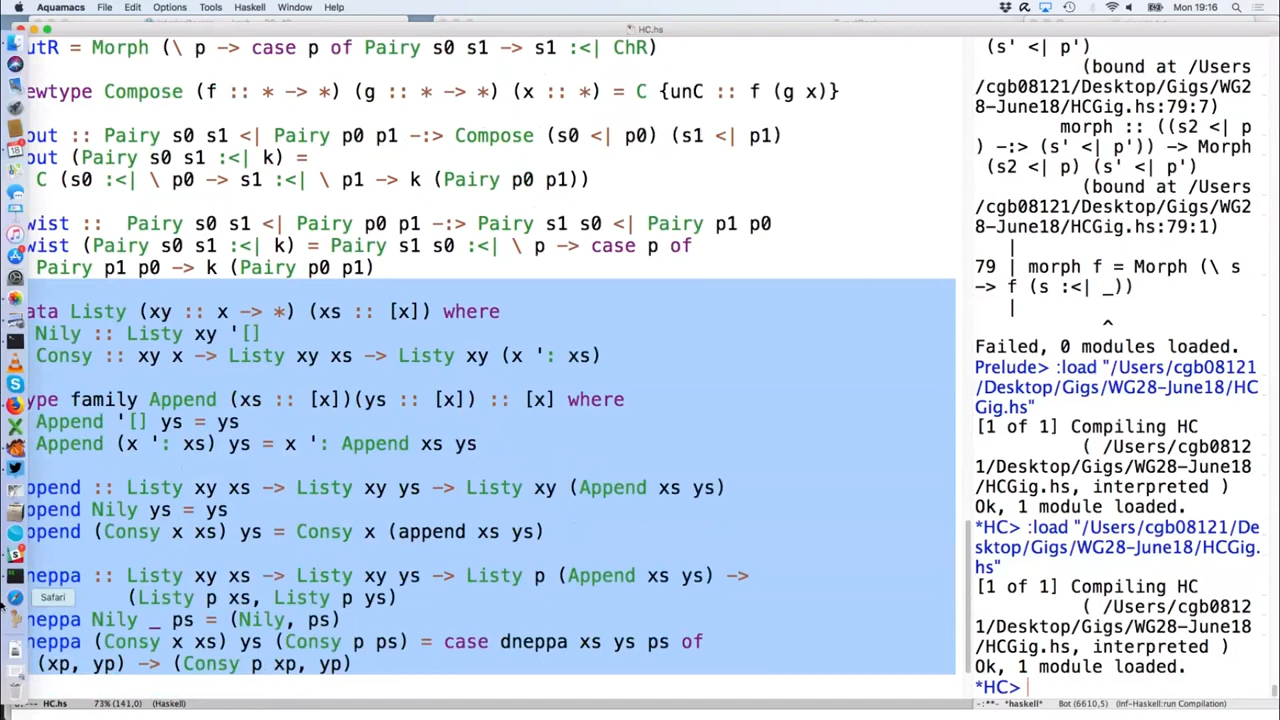 Aquamacs File Edit Options Tools Haskell Window Help
Mon 19:16
HC.hs
utR = Morph (\ p -> case p of Pairy s0 s1 -> s1 :<| ChR)
ewtype Compose (f :: * -> *) (g :: * -> *) (x :: *) = C {unC :: f (g x)}
out :: Pairy s0 s1 <| Pairy p0 p1 -:> Compose (s0 <| p0) (s1 <| p1)
out (Pairy s0 s1 :<| k) =
C (s0 :<| \ p0 -> s1 :<| \ p1 -> k (Pairy p0 p1))
wist :: Pairy s0 s1 <| Pairy p0 p1 -:> Pairy s1 s0 <| Pairy p1 p0
wist (Pairy s0 s1 :<| k) = Pairy s1 s0 :<| \ p -> case p of
Pairy p1 p0 -> k (Pairy p0 p1)
ata Listy (xy :: x -> *) (xs :: [x]) where
Nily :: Listy xy '[]
Consy :: xy x -> Listy xy xs -> Listy xy (x ': xs)
ype family Append (xs :: [x])(ys :: [x]) :: [x] where
Append '[] ys = ys
Append (x ': xs) ys = x ': Append xs ys
ppend :: Listy xy xs -> Listy xy ys -> Listy xy (Append xs ys)
ppend Nily ys = ys
ppend (Consy x xs) ys = Consy x (append xs ys)
neppa :: Listy xy xs -> Listy xy ys -> Listy p (Append xs ys) ->
(Listy p xs, Listy p ys)
Safari
neppa Nily _ ps = (Nily, ps)
neppa (Consy x xs) ys (Consy p ps) = case dneppa xs ys ps of
(xp, yp) -> (Consy p xp, yp)
HC.hs 73% (141,0) (Haskell)
(s' <| p')
(bound at /Users
/cgb08121/Desktop/Gigs/WG2
8-June18/HCGig.hs:79:7)
morph :: ((s2 <| p
) -:> (s' <| p')) -> Morph
(s2 <| p) (s' <| p')
(bound at /Users
/cgb08121/Desktop/Gigs/WG2
8-June18/HCGig.hs:79:1)
|
79 | morph f = Morph (\ s
-> f (s :<| _))
|
^
Failed, 0 modules loaded.
Prelude> :load "/Users/cgb08121
/Desktop/Gigs/WG28-June18/HC
Gig.hs"
[1 of 1] Compiling HC
( /Users/cgb0812
1/Desktop/Gigs/WG28-June18
/HCGig.hs, interpreted )
Ok, 1 module loaded.
*HC> :load "/Users/cgb08121/De
sktop/Gigs/WG28-June18/HCGig.
hs"
[1 of 1] Compiling HC
( /Users/cgb0812
1/Desktop/Gigs/WG28-June18
/HCGig.hs, interpreted )
Ok, 1 module loaded.
*HC>
-:**- *haskell* Bot (6610,5) (Inf-Haskell:run Compilation)